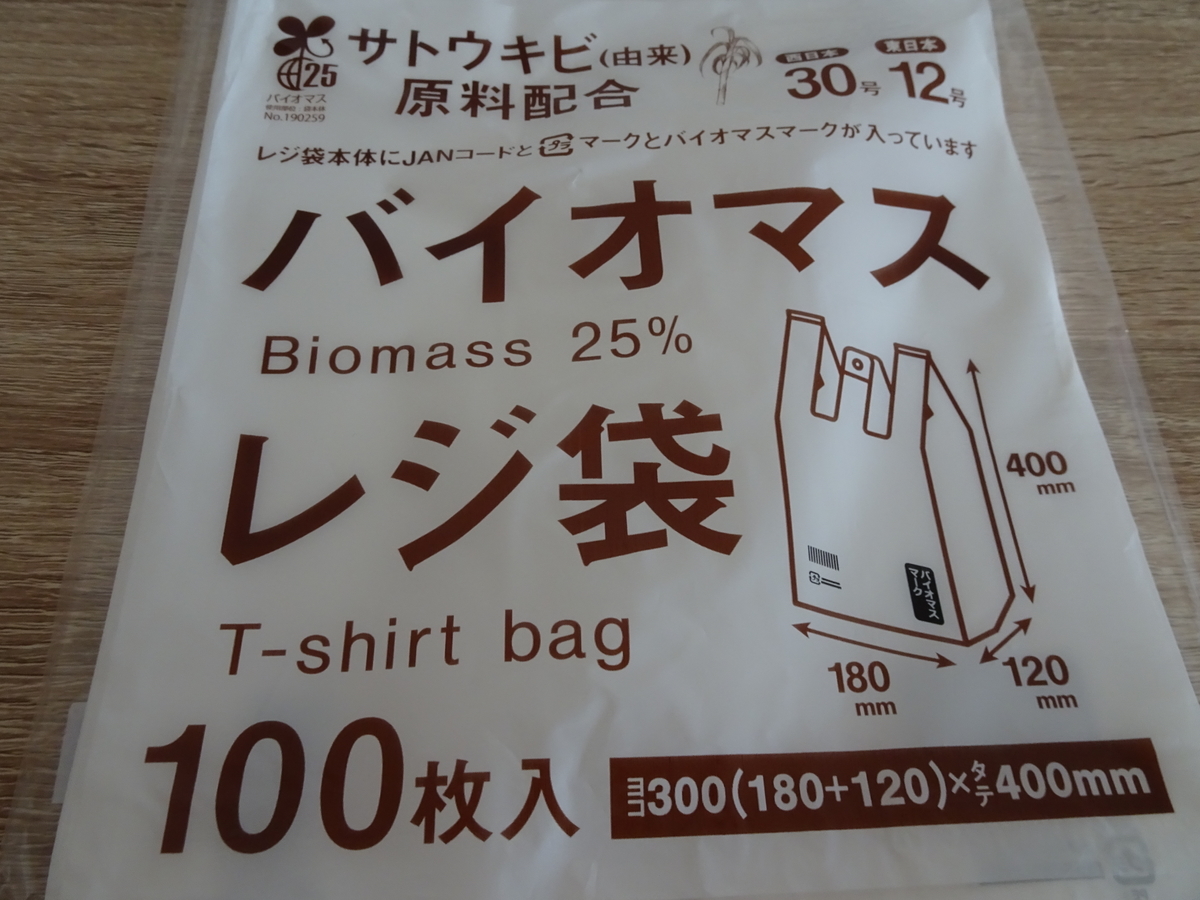 25
バイオマス
No.190259
サトウキビ(由来)
原料配合
西日本
30号
東日本
12号
レジ袋本体にJANコードとプラマークとバイオマスマークが入っています
バイオマス
Biomass 25%
レジ袋
T-shirt bag
400
mm
バイオマス
マーク
180
mm
120
mm
100枚入
ヨコ300(180+120)×タテ400mm